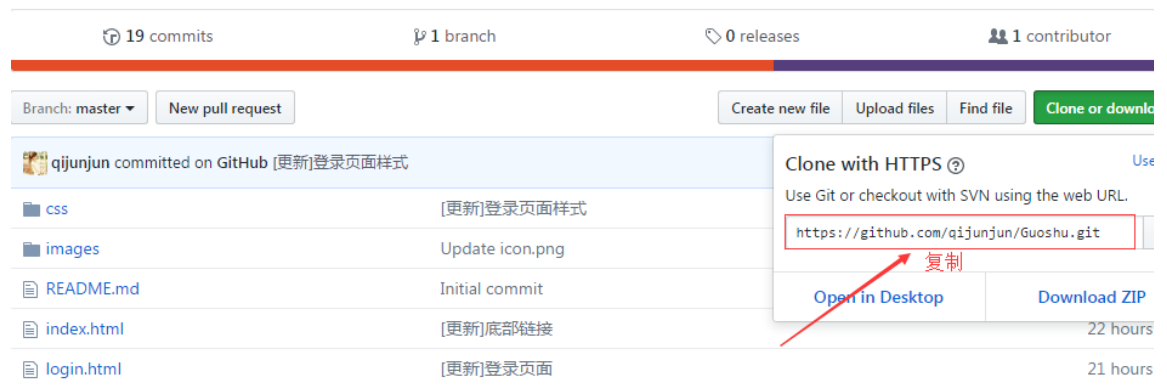 19 commits 1 branch 0 releases 1 contributor
Branch: master New pull request Create new file Upload files Find file Clone or downlo
qijunjun committed on GitHub [更新]登录页面样式
Clone with HTTPS Use
Use Git or checkout with SVN using the web URL.
css [更新]登录页面样式
https://github.com/qijunjun/Guoshu.git
images Update icon.png
复制
README.md Initial commit
Open in Desktop Download ZIP
index.html [更新]底部链接 22 hours
login.html [更新]登录页面 21 hours